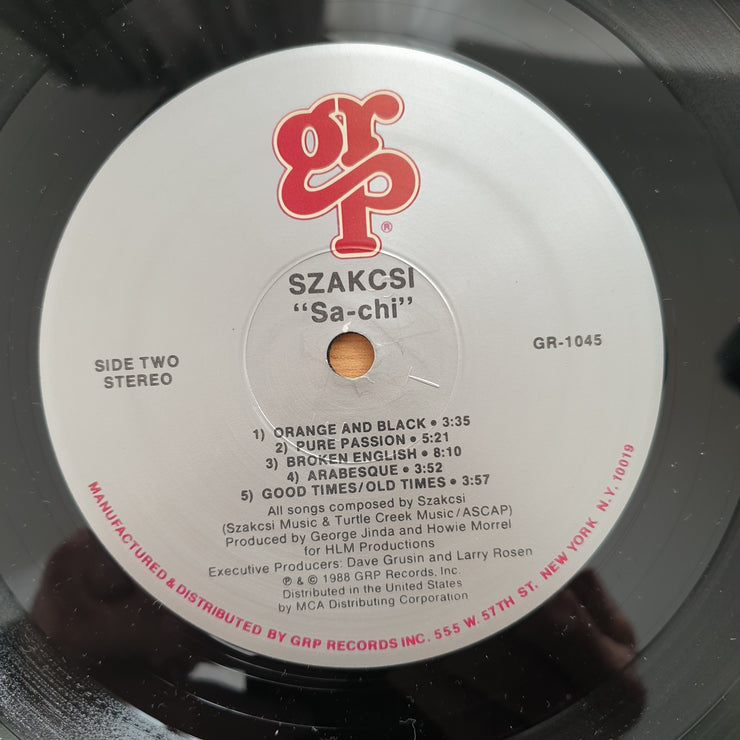 grp®
SZAKCSI
“Sa-chi”
SIDE TWO
STEREO
GR-1045
1) ORANGE AND BLACK • 3:35
2) PURE PASSION • 5:21
3) BROKEN ENGLISH • 8:10
4) ARABESQUE • 3:52
5) GOOD TIMES/OLD TIMES • 3:57
All songs composed by Szakcsi
(Szakcsi Music & Turtle Creek Music/ASCAP)
Produced by George Jinda and Howie Morrel
for HLM Productions
Executive Producers: Dave Grusin and Larry Rosen
℗ & © 1988 GRP Records, Inc.
Distributed in the United States
by MCA Distributing Corporation
MANUFACTURED & DISTRIBUTED BY GRP RECORDS INC. 555 W. 57TH ST. NEW YORK N.Y. 10019